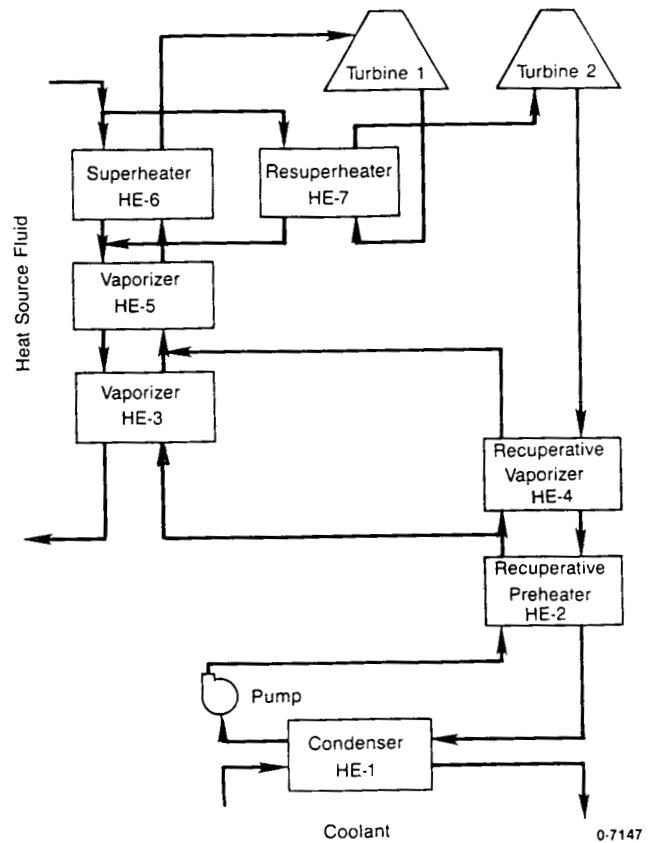 Turbine 1
Turbine 2
Superheater
HE-6
Resuperheater
HE-7
Heat Source Fluid
Vaporizer
HE-5
Vaporizer
HE-3
Recuperative
Vaporizer
HE-4
Recuperative
Preheater
HE-2
Pump
Condenser
HE-1
Coolant
0-7147